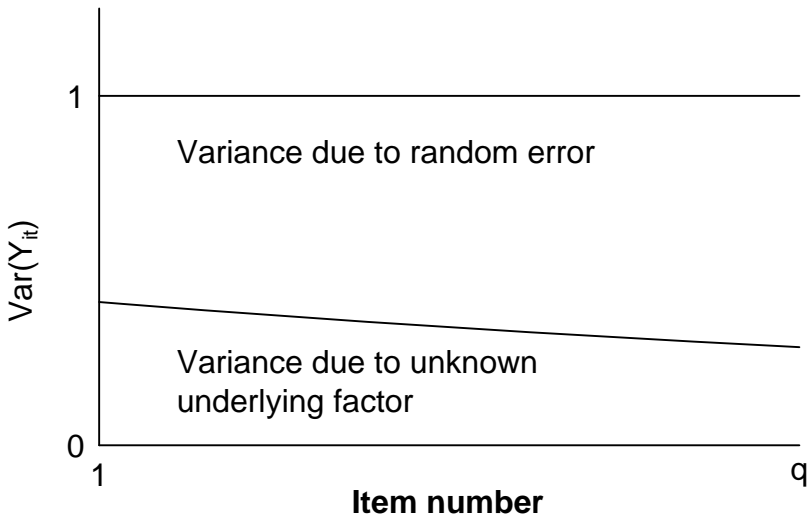 1
Variance due to random error
Var(Yit)
Variance due to unknown
underlying factor
0
1
q
Item number